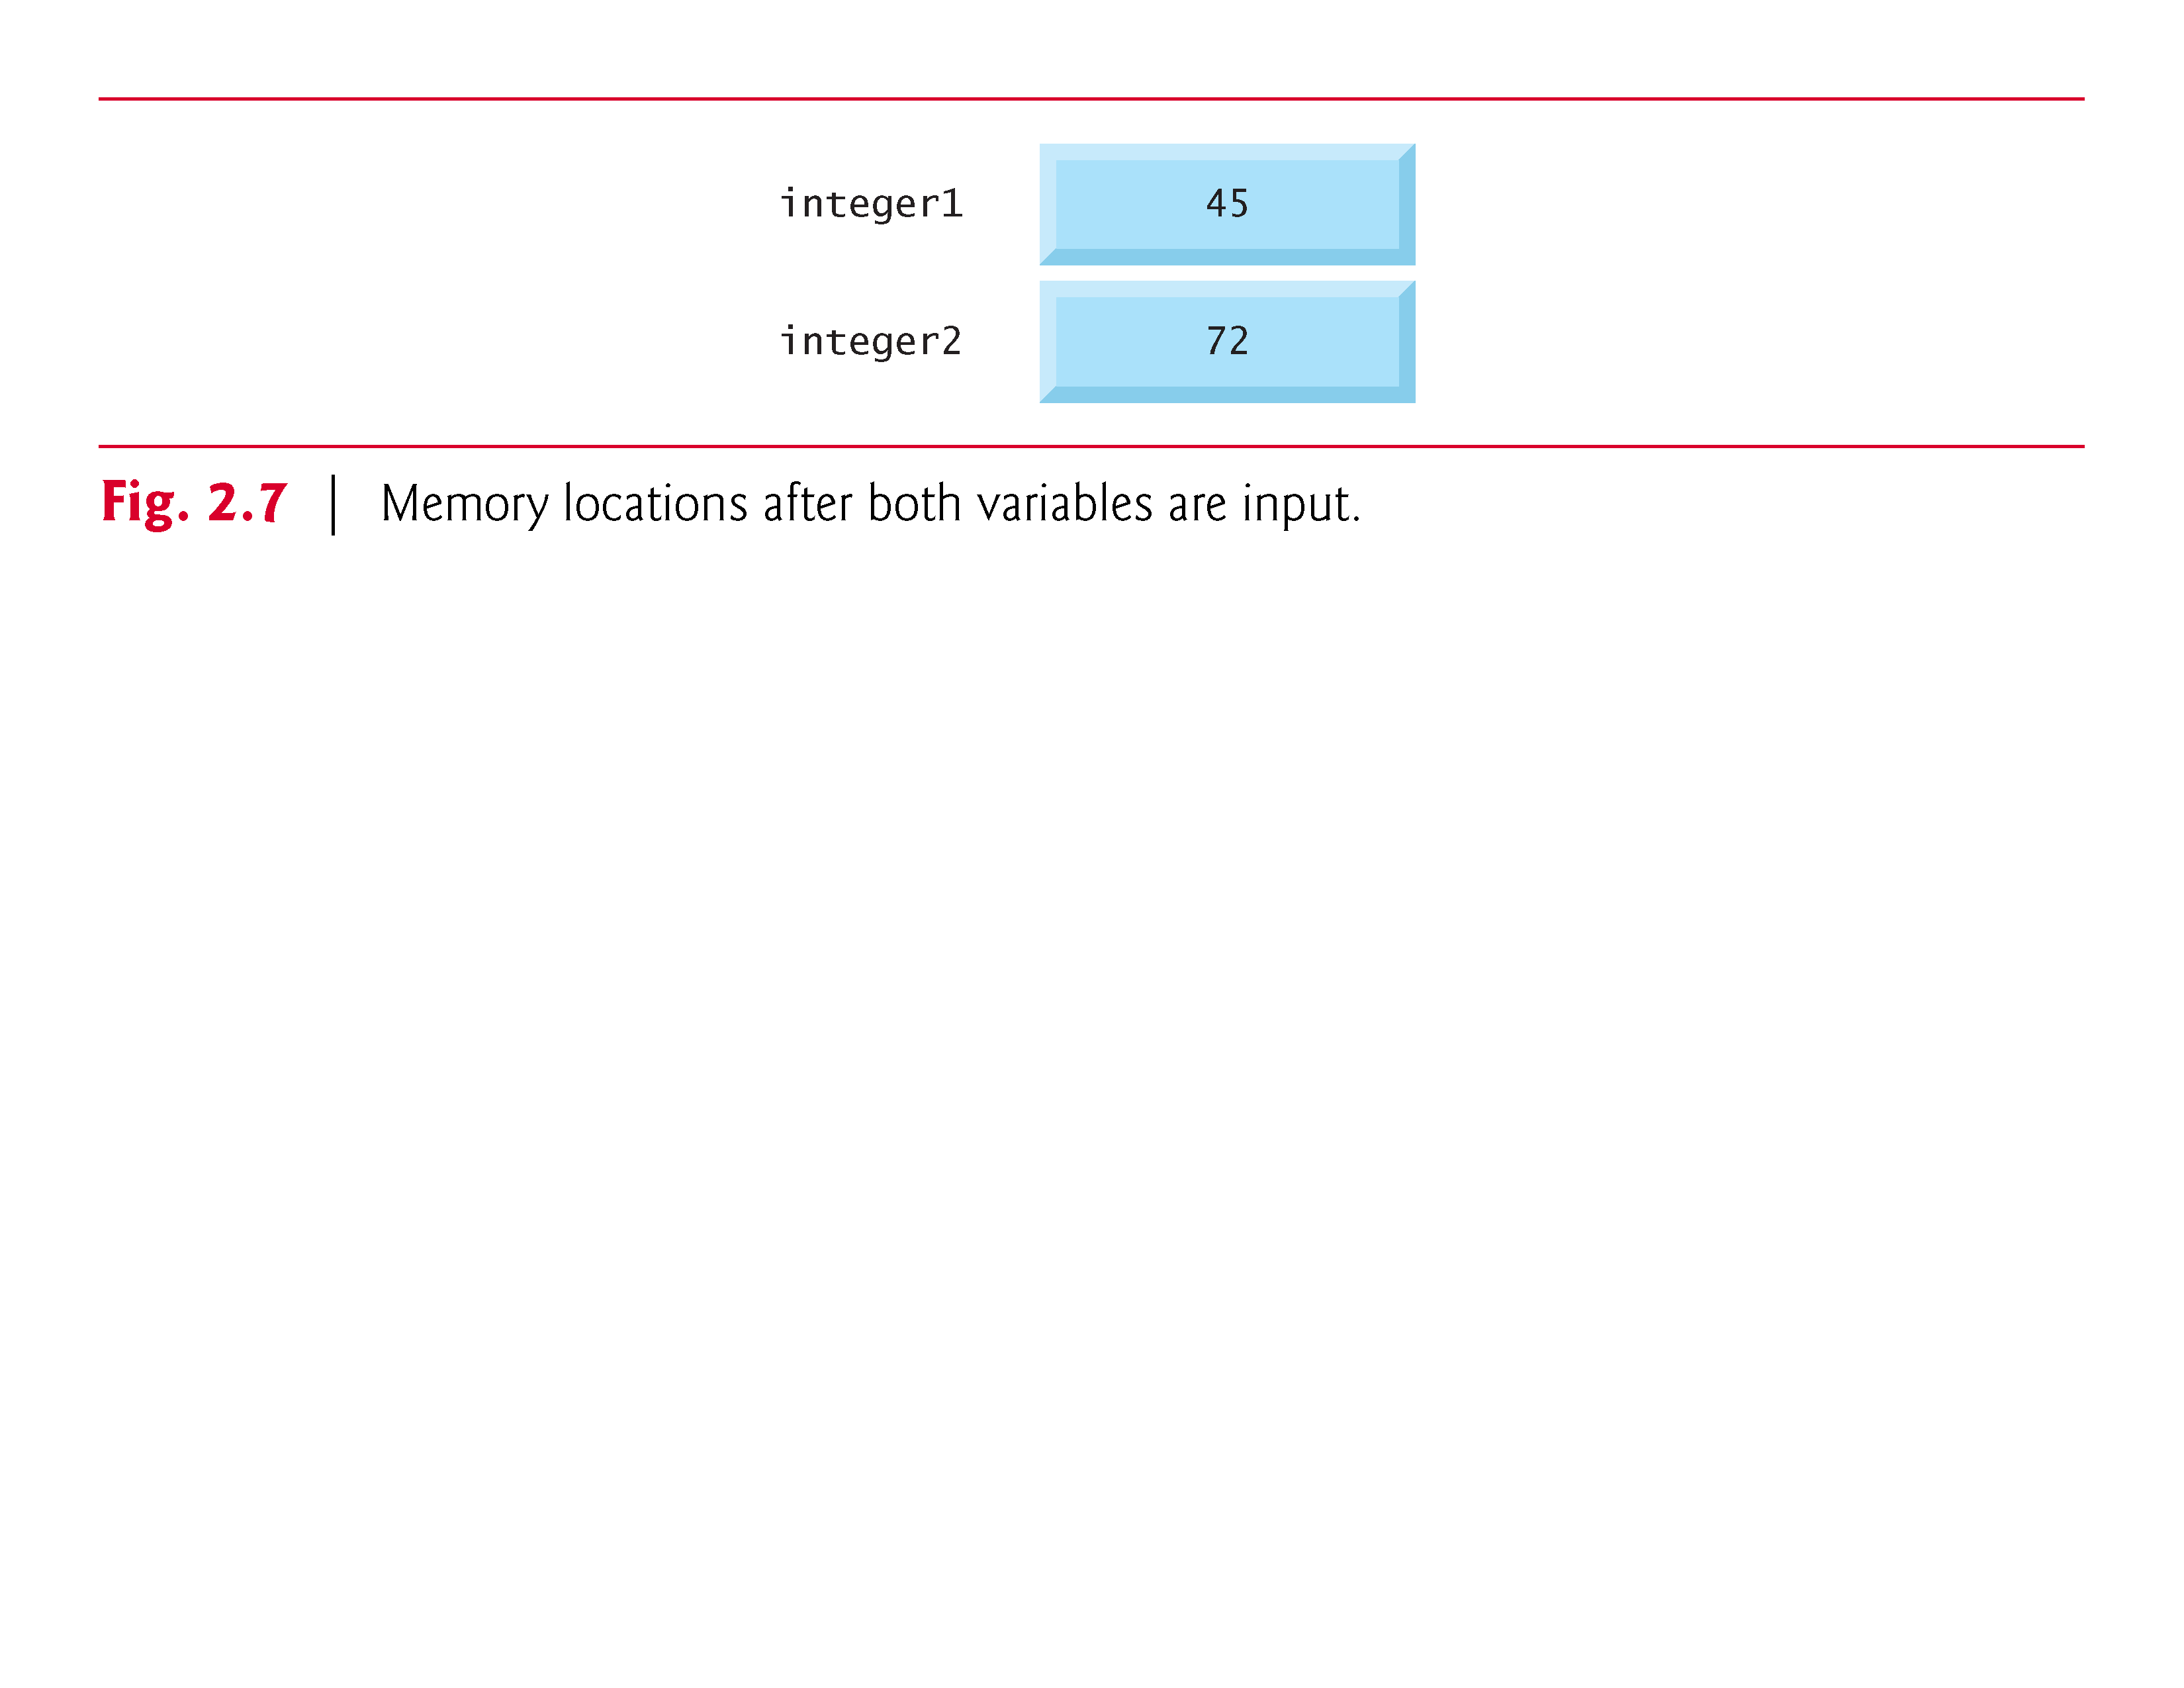 integer1 45
integer2 72
Fig. 2.7 | Memory locations after both variables are input.